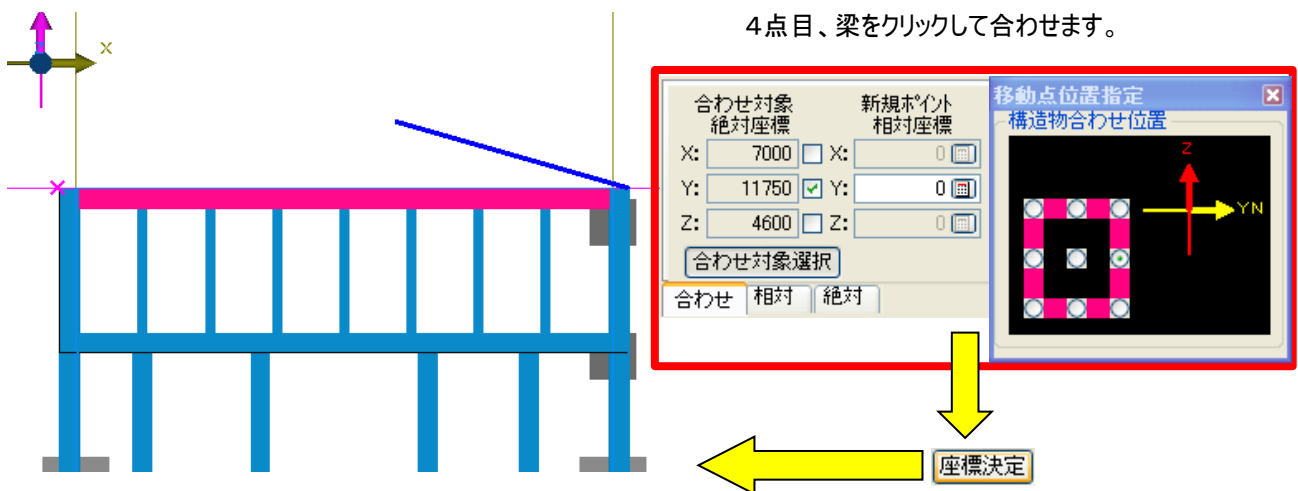 4点目、梁をクリックして合わせます。
X
合わせ対象 新規ポイント
絶対座標 相対座標
X: 7000 X: 0
Y: 11750 Y: 0
Z: 4600 Z: 0
合わせ対象選択
合わせ 相対 絶対
移動点位置指定
構造物合わせ位置
Z
YN
座標決定